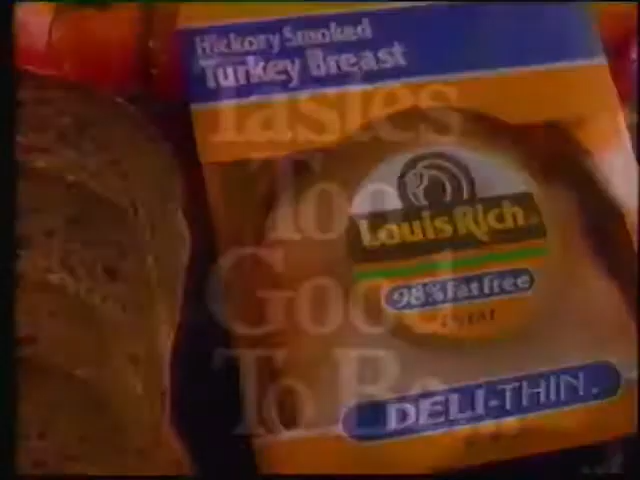 Hickory Smoked
Turkey Breast
Tastes
Too
Good
To Be
Louis Rich
98% Fat Free
DELI-THIN